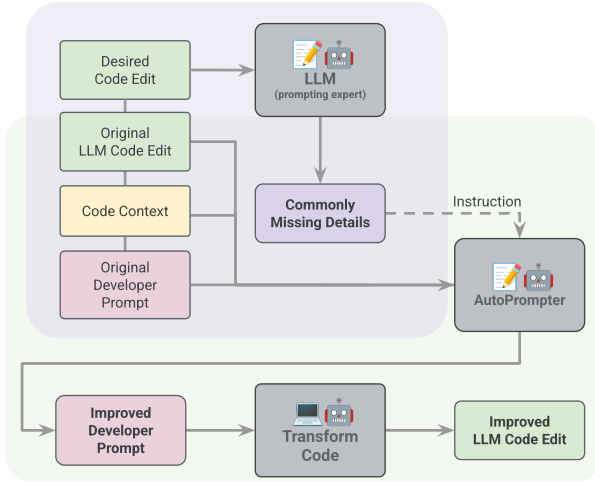 Desired
Code Edit
LLM
(prompting expert)
Original
LLM Code Edit
Code Context
Commonly
Missing Details
Instruction
Original
Developer
Prompt
AutoPrompter
Improved
Developer
Prompt
Transform
Code
Improved
LLM Code Edit